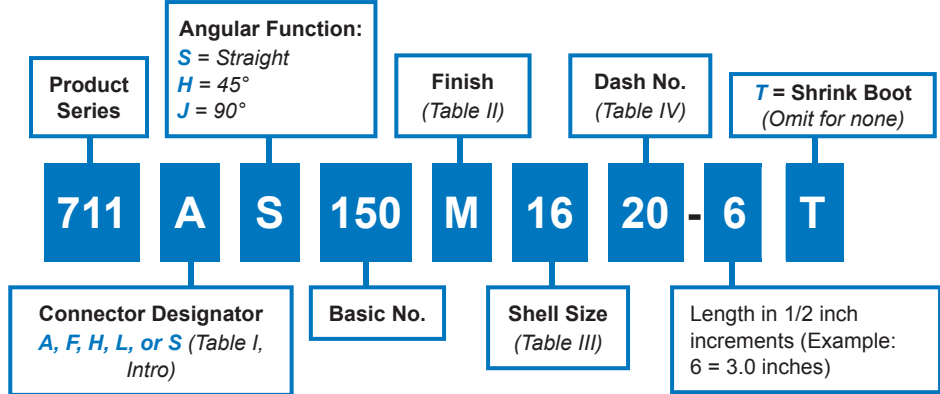 Product
Series
Angular Function:
S = Straight
H = 45°
J = 90°
Finish
(Table II)
Dash No.
(Table IV)
T = Shrink Boot
(Omit for none)
711 A S 150 M 16 20 - 6 T
Connector Designator
A, F, H, L, or S (Table I,
Intro)
Basic No.
Shell Size
(Table III)
Length in 1/2 inch
increments (Example:
6 = 3.0 inches)